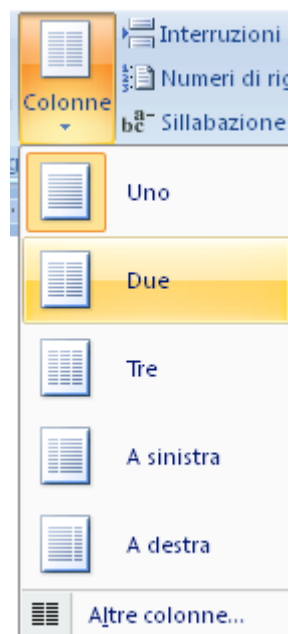 Interruzioni
Numeri di rig
Colonne
Sillabazione
Uno
Due
Tre
A sinistra
A destra
Altre colonne...